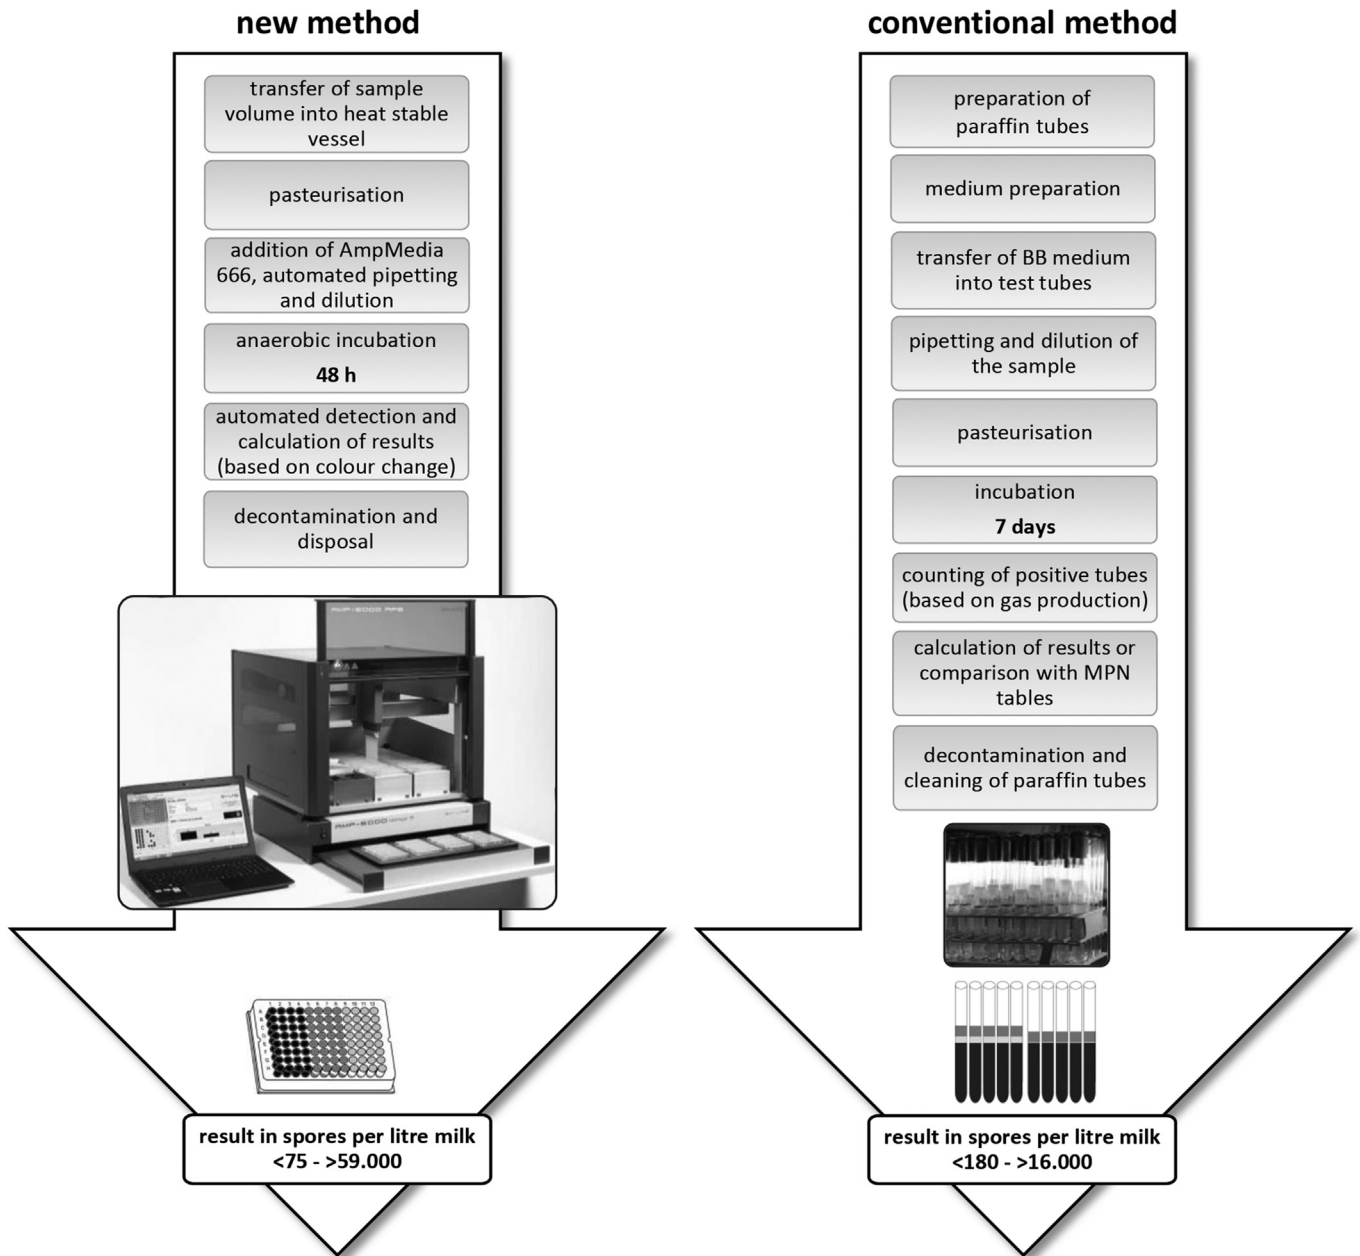 new method
transfer of sample
volume into heat stable
vessel
pasteurisation
addition of AmpMedia
666, automated pipetting
and dilution
anaerobic incubation
48 h
automated detection and
calculation of results
(based on colour change)
decontamination and
disposal
result in spores per litre milk
<75 - >59.000
conventional method
preparation of
paraffin tubes
medium preparation
transfer of BB medium
into test tubes
pipetting and dilution of
the sample
pasteurisation
incubation
7 days
counting of positive tubes
(based on gas production)
calculation of results or
comparison with MPN
tables
decontamination and
cleaning of paraffin tubes
result in spores per litre milk
<180 - >16.000